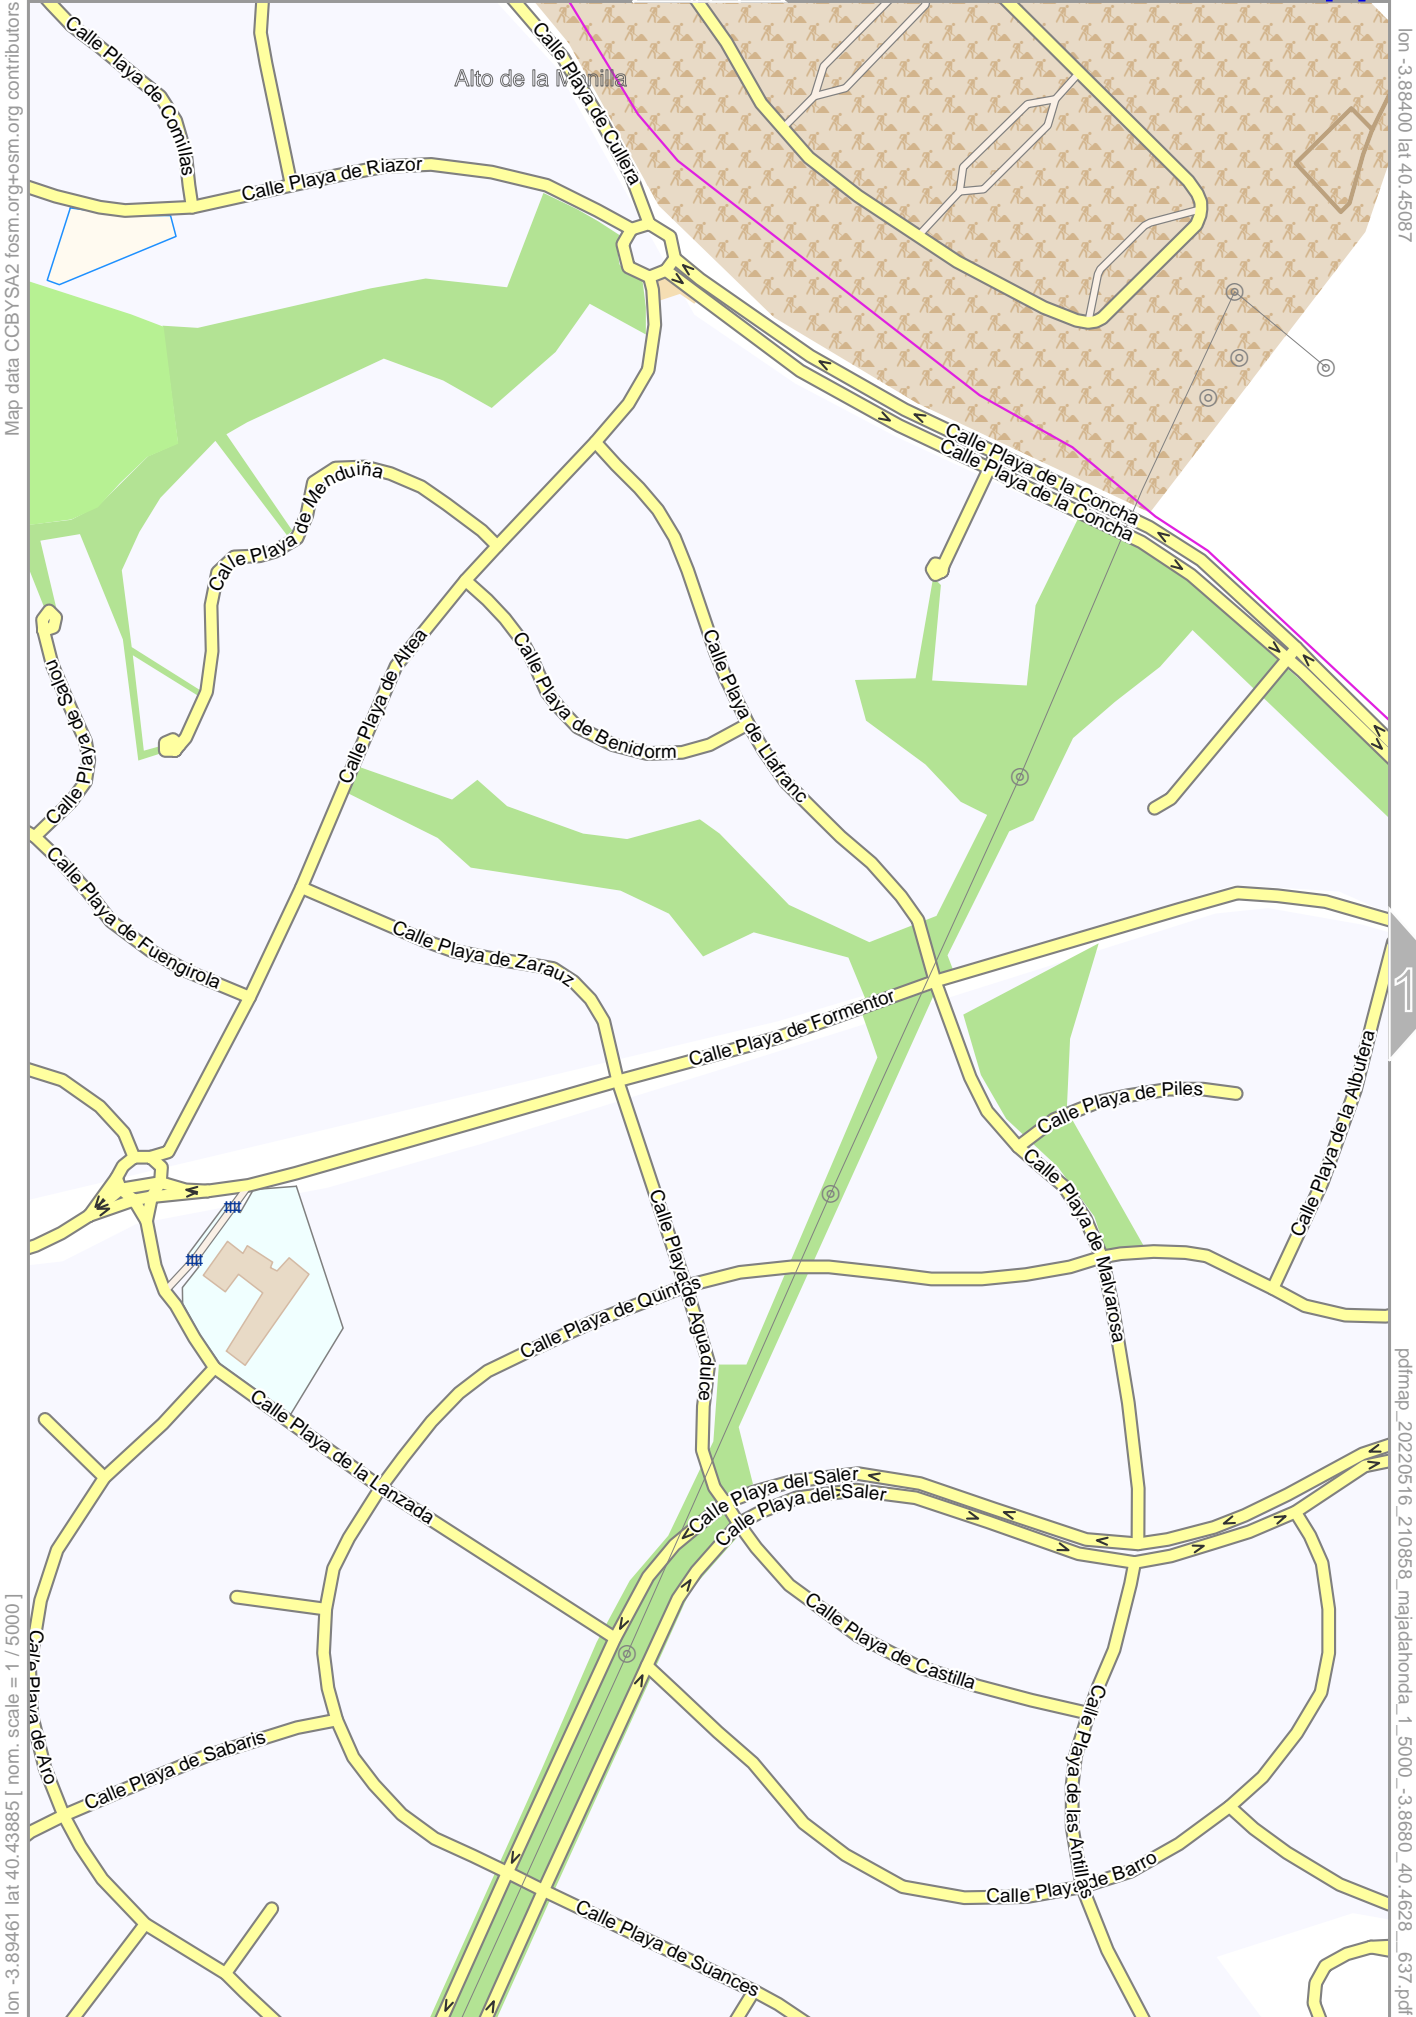 Map data CCBYSA2 fosm.org+osm.org contributors
lon -3.88400 lat 40.45087
Calle Playa de Comillas
Calle Playa de Cullera
Alto de la
Calle Playa de Riazor
Calle Playa de la Concha
Calle Playa de la Concha
Calle Playa de Menduiña
Calle Playa de Altea
Calle Playa de Benidorm
Calle Playa de Llafranc
Calle Playa de Salou
Calle Playa de Fuengirola
Calle Playa de Zarauz
Calle Playa de Formentor
1
Calle Playa de Piles
Calle Playa de la Albufera
Calle Playa de Malvarosa
Calle Playa de Aguadulce
Calle Playa de Quintas
Calle Playa de la Lanzada
Calle Playa del Saler
Calle Playa del Saler
Calle Playa de Castilla
Calle Playa de Aro
Calle Playa de Sabaris
Calle Playa de las Antillas
Calle Playa de Barro
Calle Playa de Suances
lon -3.89461 lat 40.43885 [ nom. scale = 1 / 5000 ]
pdfmap_20220516_210858_majadahonda_1_5000_-3.8680_40.4628__637.pdf